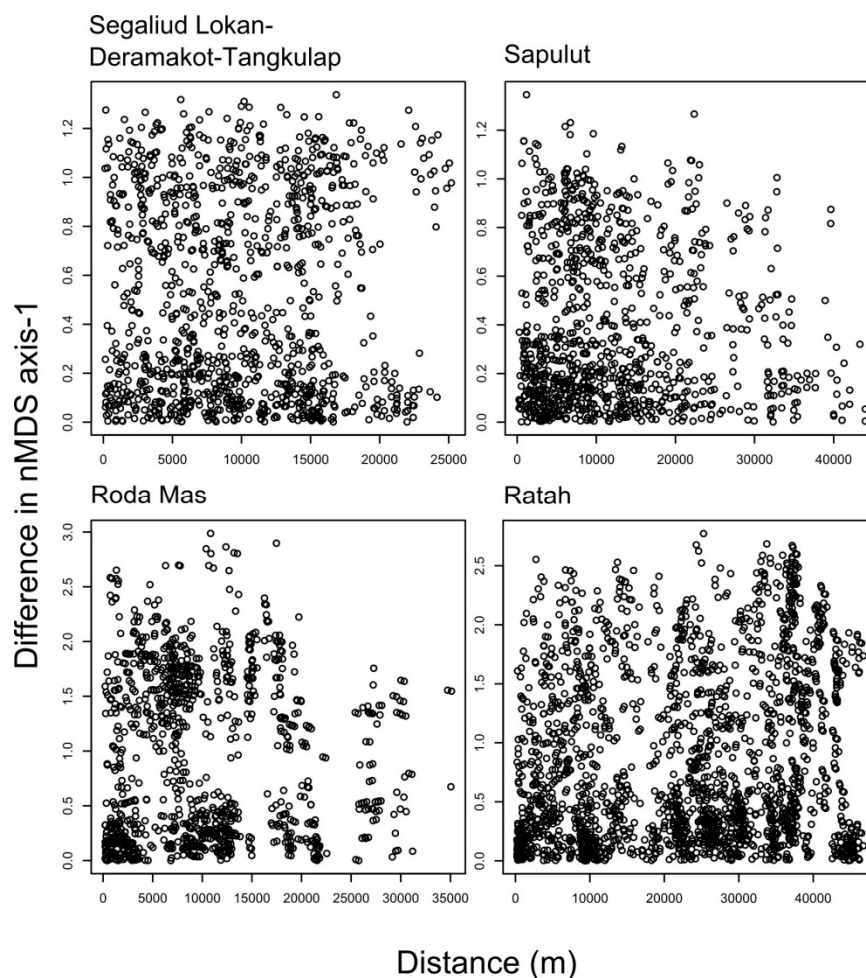 Segaliud Lokan-
Deramakot-Tangkulap
Sapulut
0.0 0.2 0.4 0.6 0.8 1.0 1.2
0 5000 10000 15000 20000 25000
0.0 0.2 0.4 0.6 0.8 1.0 1.2
0 10000 20000 30000 40000
Difference in nMDS axis-1
Roda Mas
Ratah
0.0 0.5 1.0 1.5 2.0 2.5 3.0
0 5000 10000 15000 20000 25000 30000 35000
0.0 0.5 1.0 1.5 2.0 2.5
0 10000 20000 30000 40000
Distance (m)